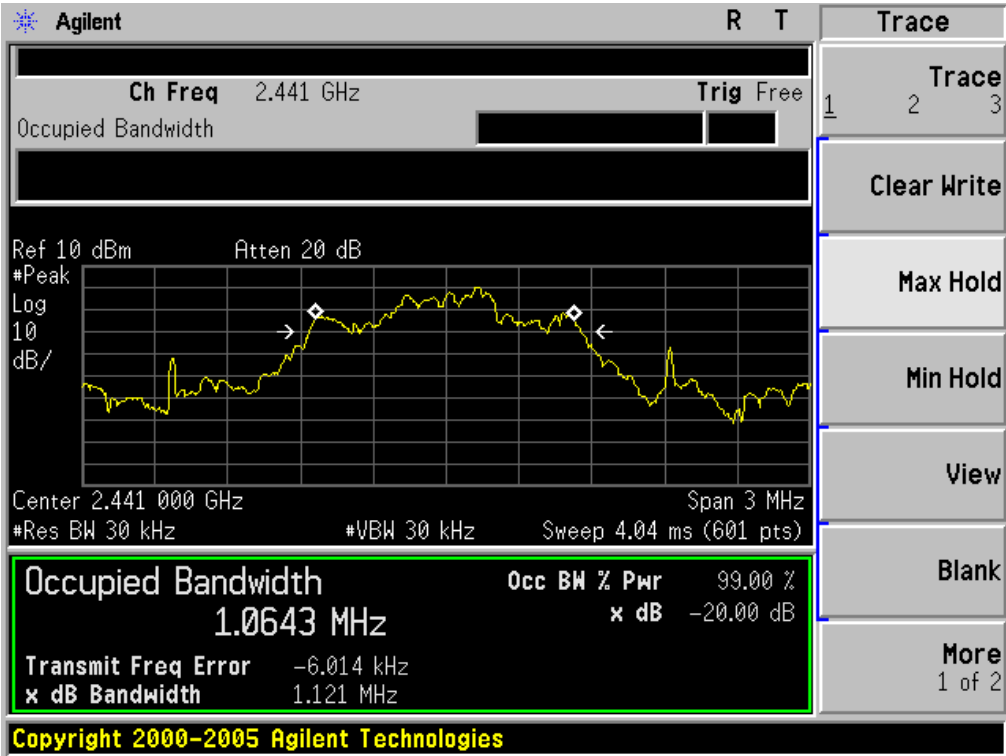 Agilent R T Trace
Ch Freq 2.441 GHz Trig Free
Occupied Bandwidth
Trace
1 2 3
Clear Write
Max Hold
Min Hold
View
Blank
More
1 of 2
Ref 10 dBm Atten 20 dB
#Peak
Log
10
dB/
Center 2.441 000 GHz Span 3 MHz
#Res BW 30 kHz #VBW 30 kHz Sweep 4.04 ms (601 pts)
Occupied Bandwidth Occ BW % Pwr 99.00 %
1.0643 MHz x dB -20.00 dB
Transmit Freq Error -6.014 kHz
x dB Bandwidth 1.121 MHz
Copyright 2000-2005 Agilent Technologies